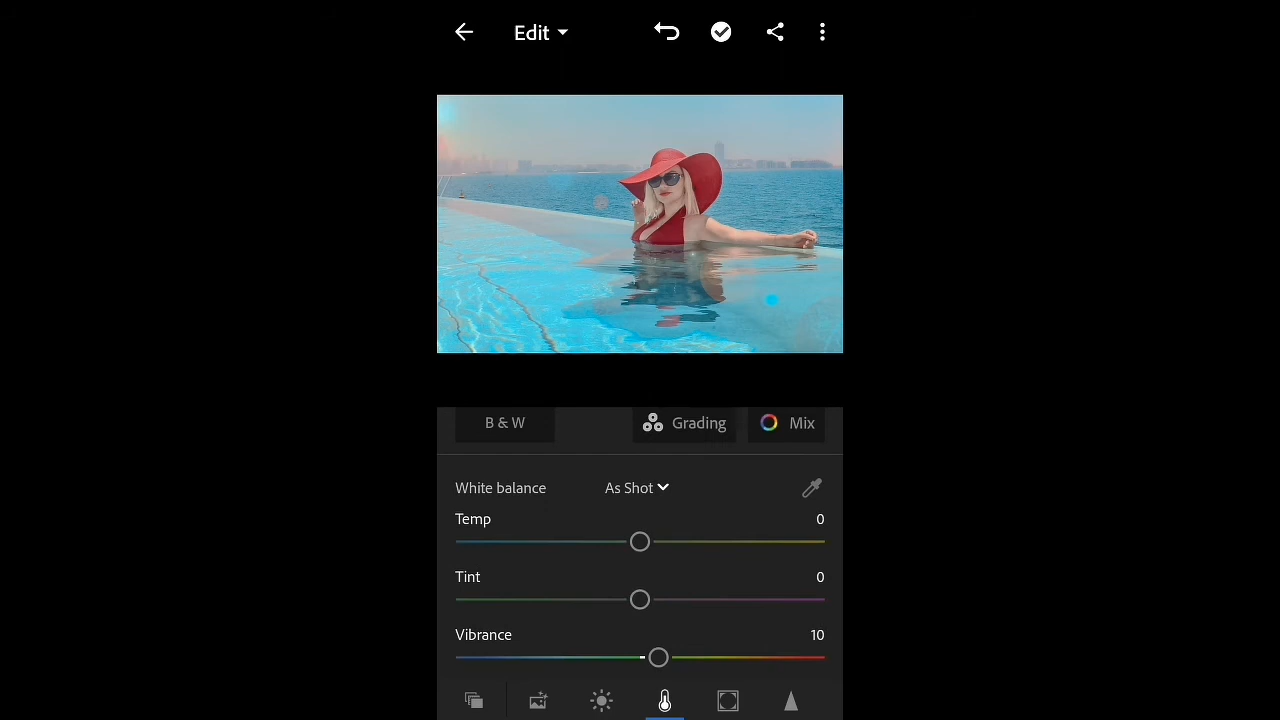 Edit
B & W Grading Mix
White balance As Shot
Temp 0
Tint 0
Vibrance 10